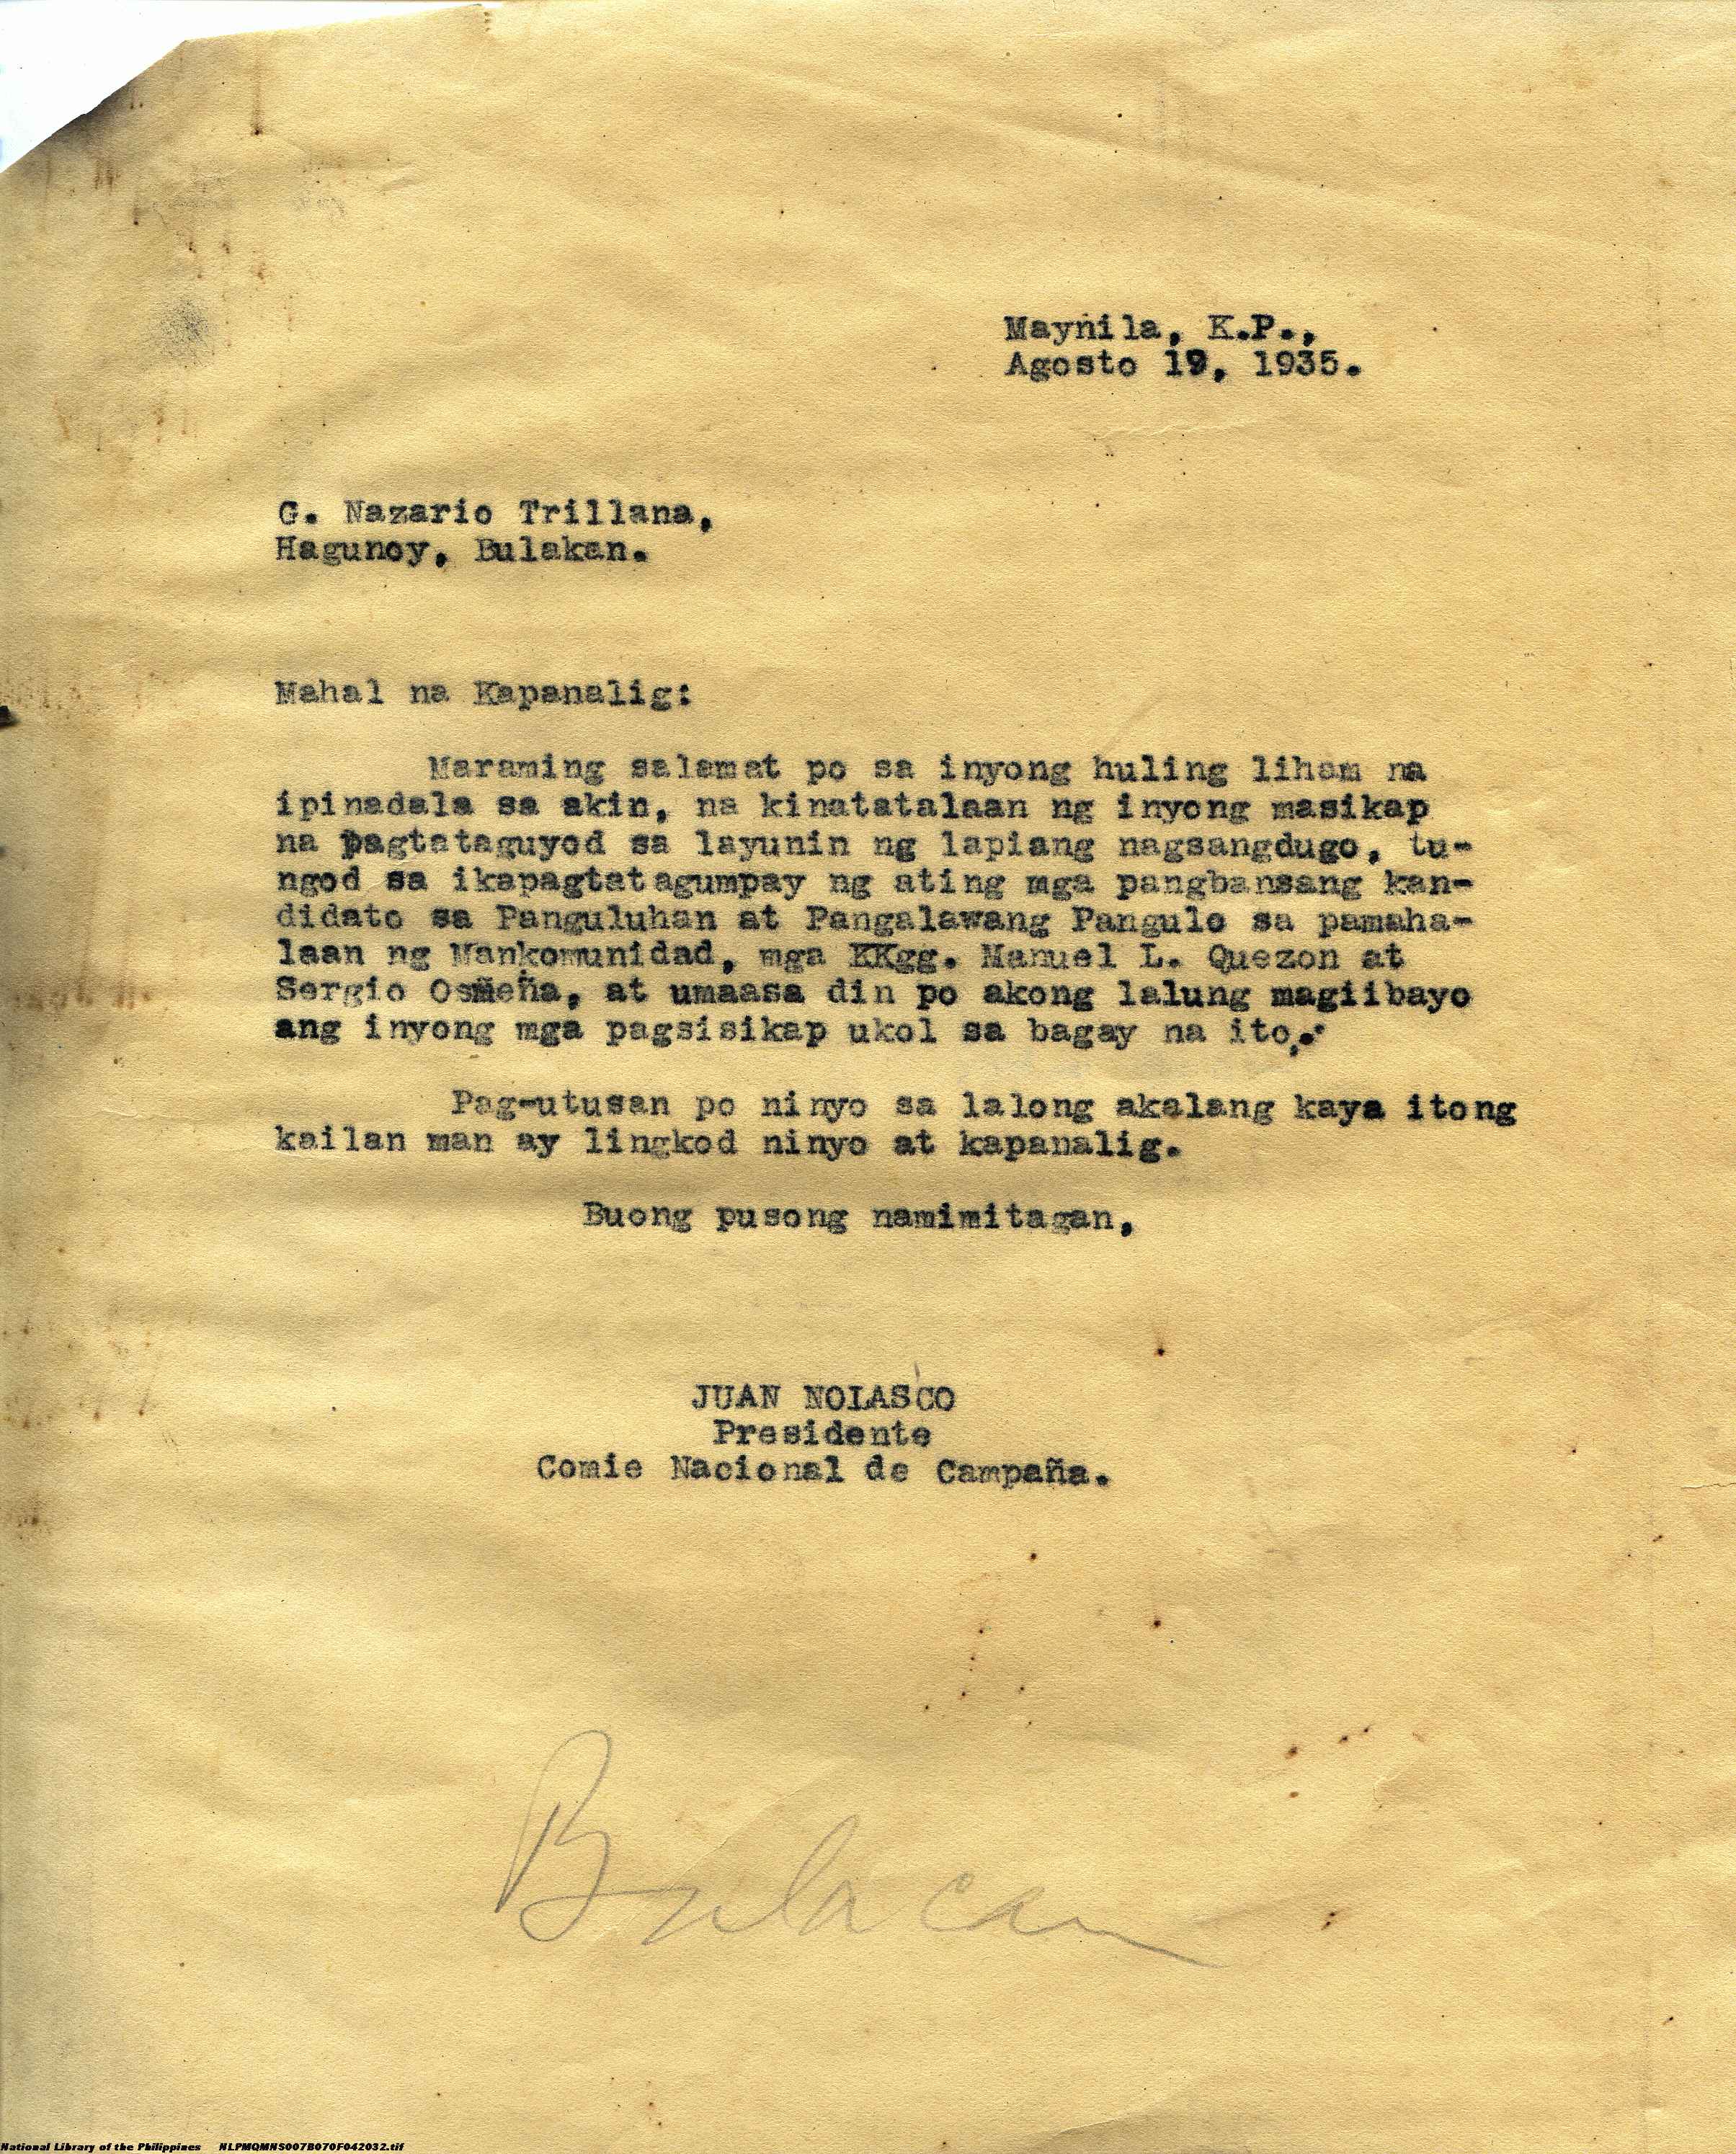 Maynila, K.P.,
Agosto 19, 1935.
G. Nazario Trillana,
Hagunoy, Bulakan.
Mahal na Kapanalig:
Maraming salamat po sa inyong huling liham na
ipinadala sa akin, na kinatatalaan ng inyong masikap
na pagtataguyod sa layunin ng lapiang nagsangdugo, tu-
ngod sa ikapagtatagumpay ng ating mga pangbansang kan-
didato sa Panguluhan at Pangalawang Pangulo sa pamaha-
laan ng Mankomunidad, mga KKgg. Manuel L. Quezon at
Sergio Osmeña, at umaasa din po akong lalung magiibayo
ang inyong mga pagsisikap ukol sa bagay na ito.
Pag-utusan po ninyo sa lalong akalang kaya itong
kailan man ay lingkod ninyo at kapanalig.
Buong pusong namimitagan,
JUAN NOLASCO
Presidente
Comie Nacional de Campaña.
Bulacan
National Library of the Philippines NLPMQMNS007B070F042032.tif